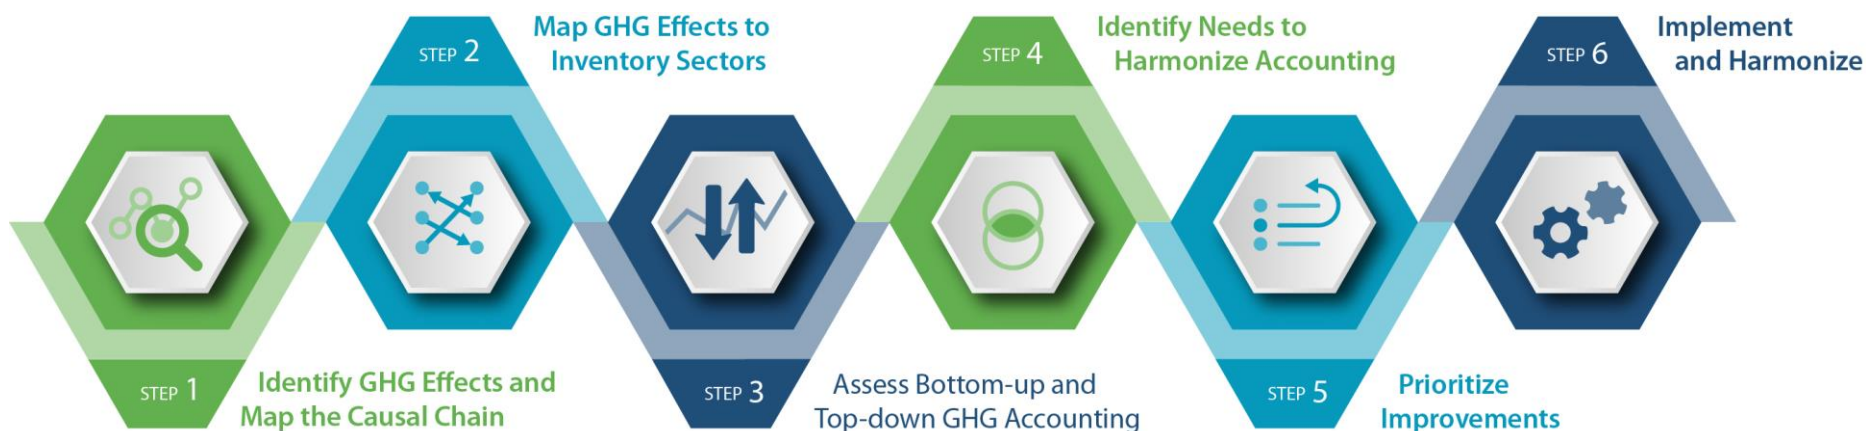 STEP 1
Identify GHG Effects and
Map the Causal Chain
STEP 2
Map GHG Effects to
Inventory Sectors
STEP 3
Assess Bottom-up and
Top-down GHG Accounting
STEP 4
Identify Needs to
Harmonize Accounting
STEP 5
Prioritize
Improvements
STEP 6
Implement
and Harmonize